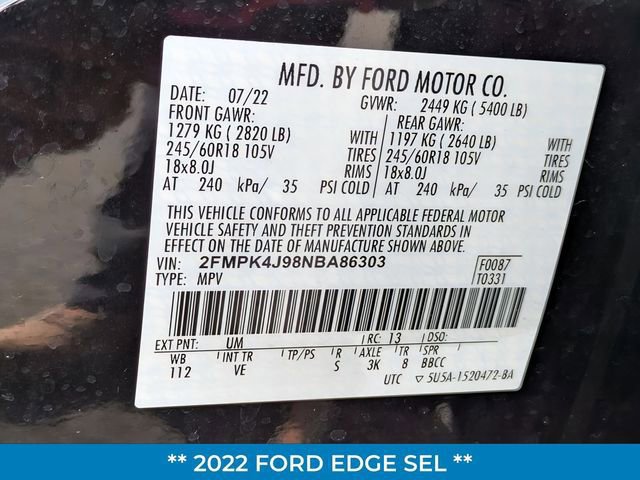 MFD. BY FORD MOTOR CO.
DATE: 07/22 GVWR: 2449 KG ( 5400 LB)
FRONT GAWR: REAR GAWR:
1279 KG ( 2820 LB) WITH 1197 KG ( 2640 LB) WITH
245/60R18 105V TIRES 245/60R18 105V TIRES
18x8.0J RIMS 18x8.0J RIMS
AT 240 kPa/ 35 PSI COLD AT 240 kPa/ 35 PSI COLD
THIS VEHICLE CONFORMS TO ALL APPLICABLE FEDERAL MOTOR
VEHICLE SAFETY AND THEFT PREVENTION STANDARDS IN
EFFECT ON THE DATE OF MANUFACTURE SHOWN ABOVE.
VIN: 2FMPK4J98NBA86303 F0087
TYPE: MPV T0331
EXT PNT: UM RC: 13 DSO:
WB INT TR TP/PS R AXLE TR SPR
112 VE S 3K 8 BBCC
UTC ▽ 5U5A-1520472-BA
** 2022 FORD EDGE SEL **